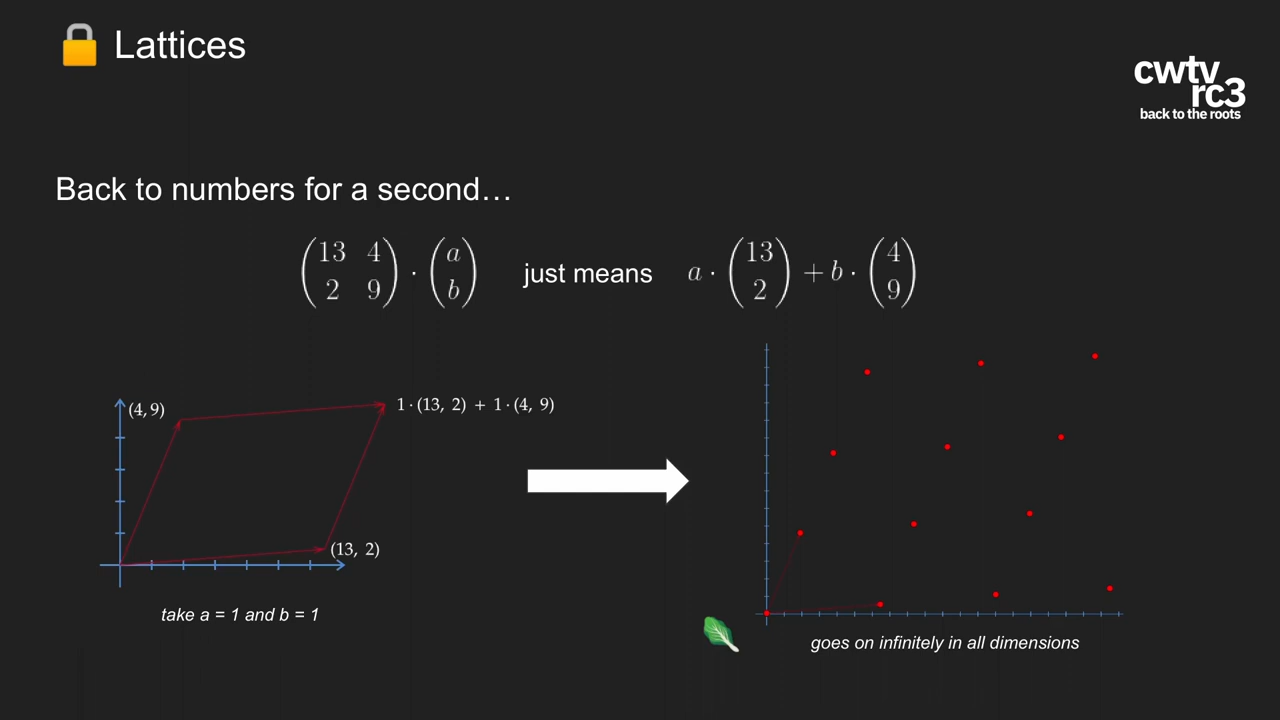 🔒 Lattices
cwtv
rc3
back to the roots
Back to numbers for a second…
(13 4
2 9) · (a
b) just means a · (13
2) + b · (4
9)
(4, 9)
1 · (13, 2) + 1 · (4, 9)
(13, 2)
take a = 1 and b = 1
goes on infinitely in all dimensions